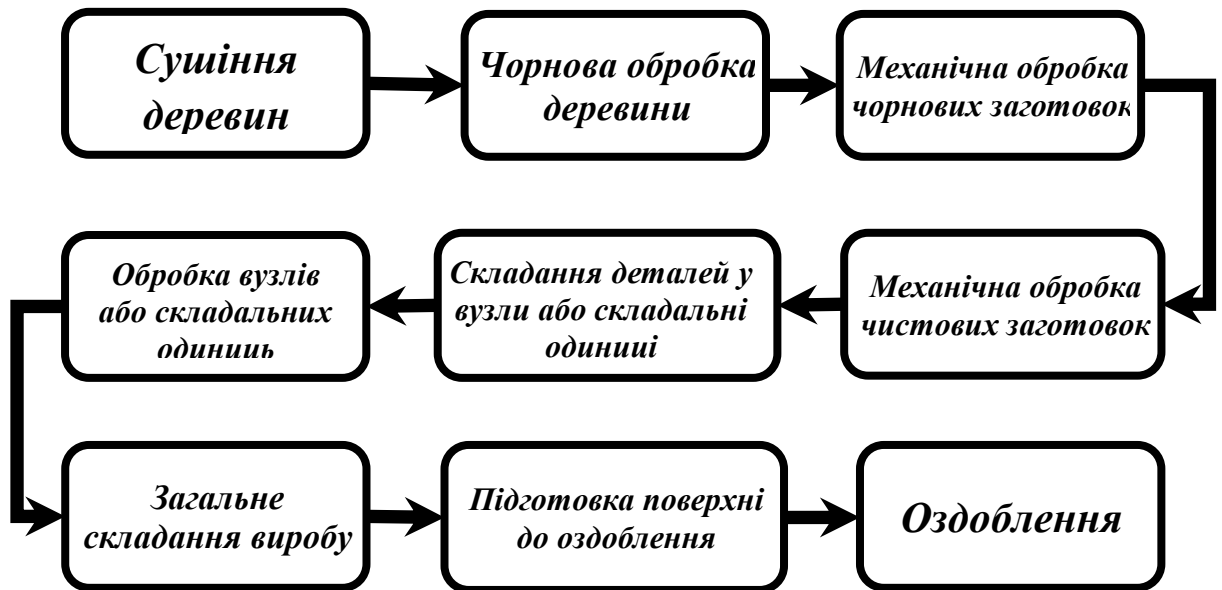 Сушіння
деревин
Чорнова обробка
деревини
Механічна обробка
чорнових заготовок
Механічна обробка
чистових заготовок
Складання деталей у
вузли або складальні
одиниці
Обробка вузлів
або складальних
одиниць
Загальне
складання виробу
Підготовка поверхні
до оздоблення
Оздоблення